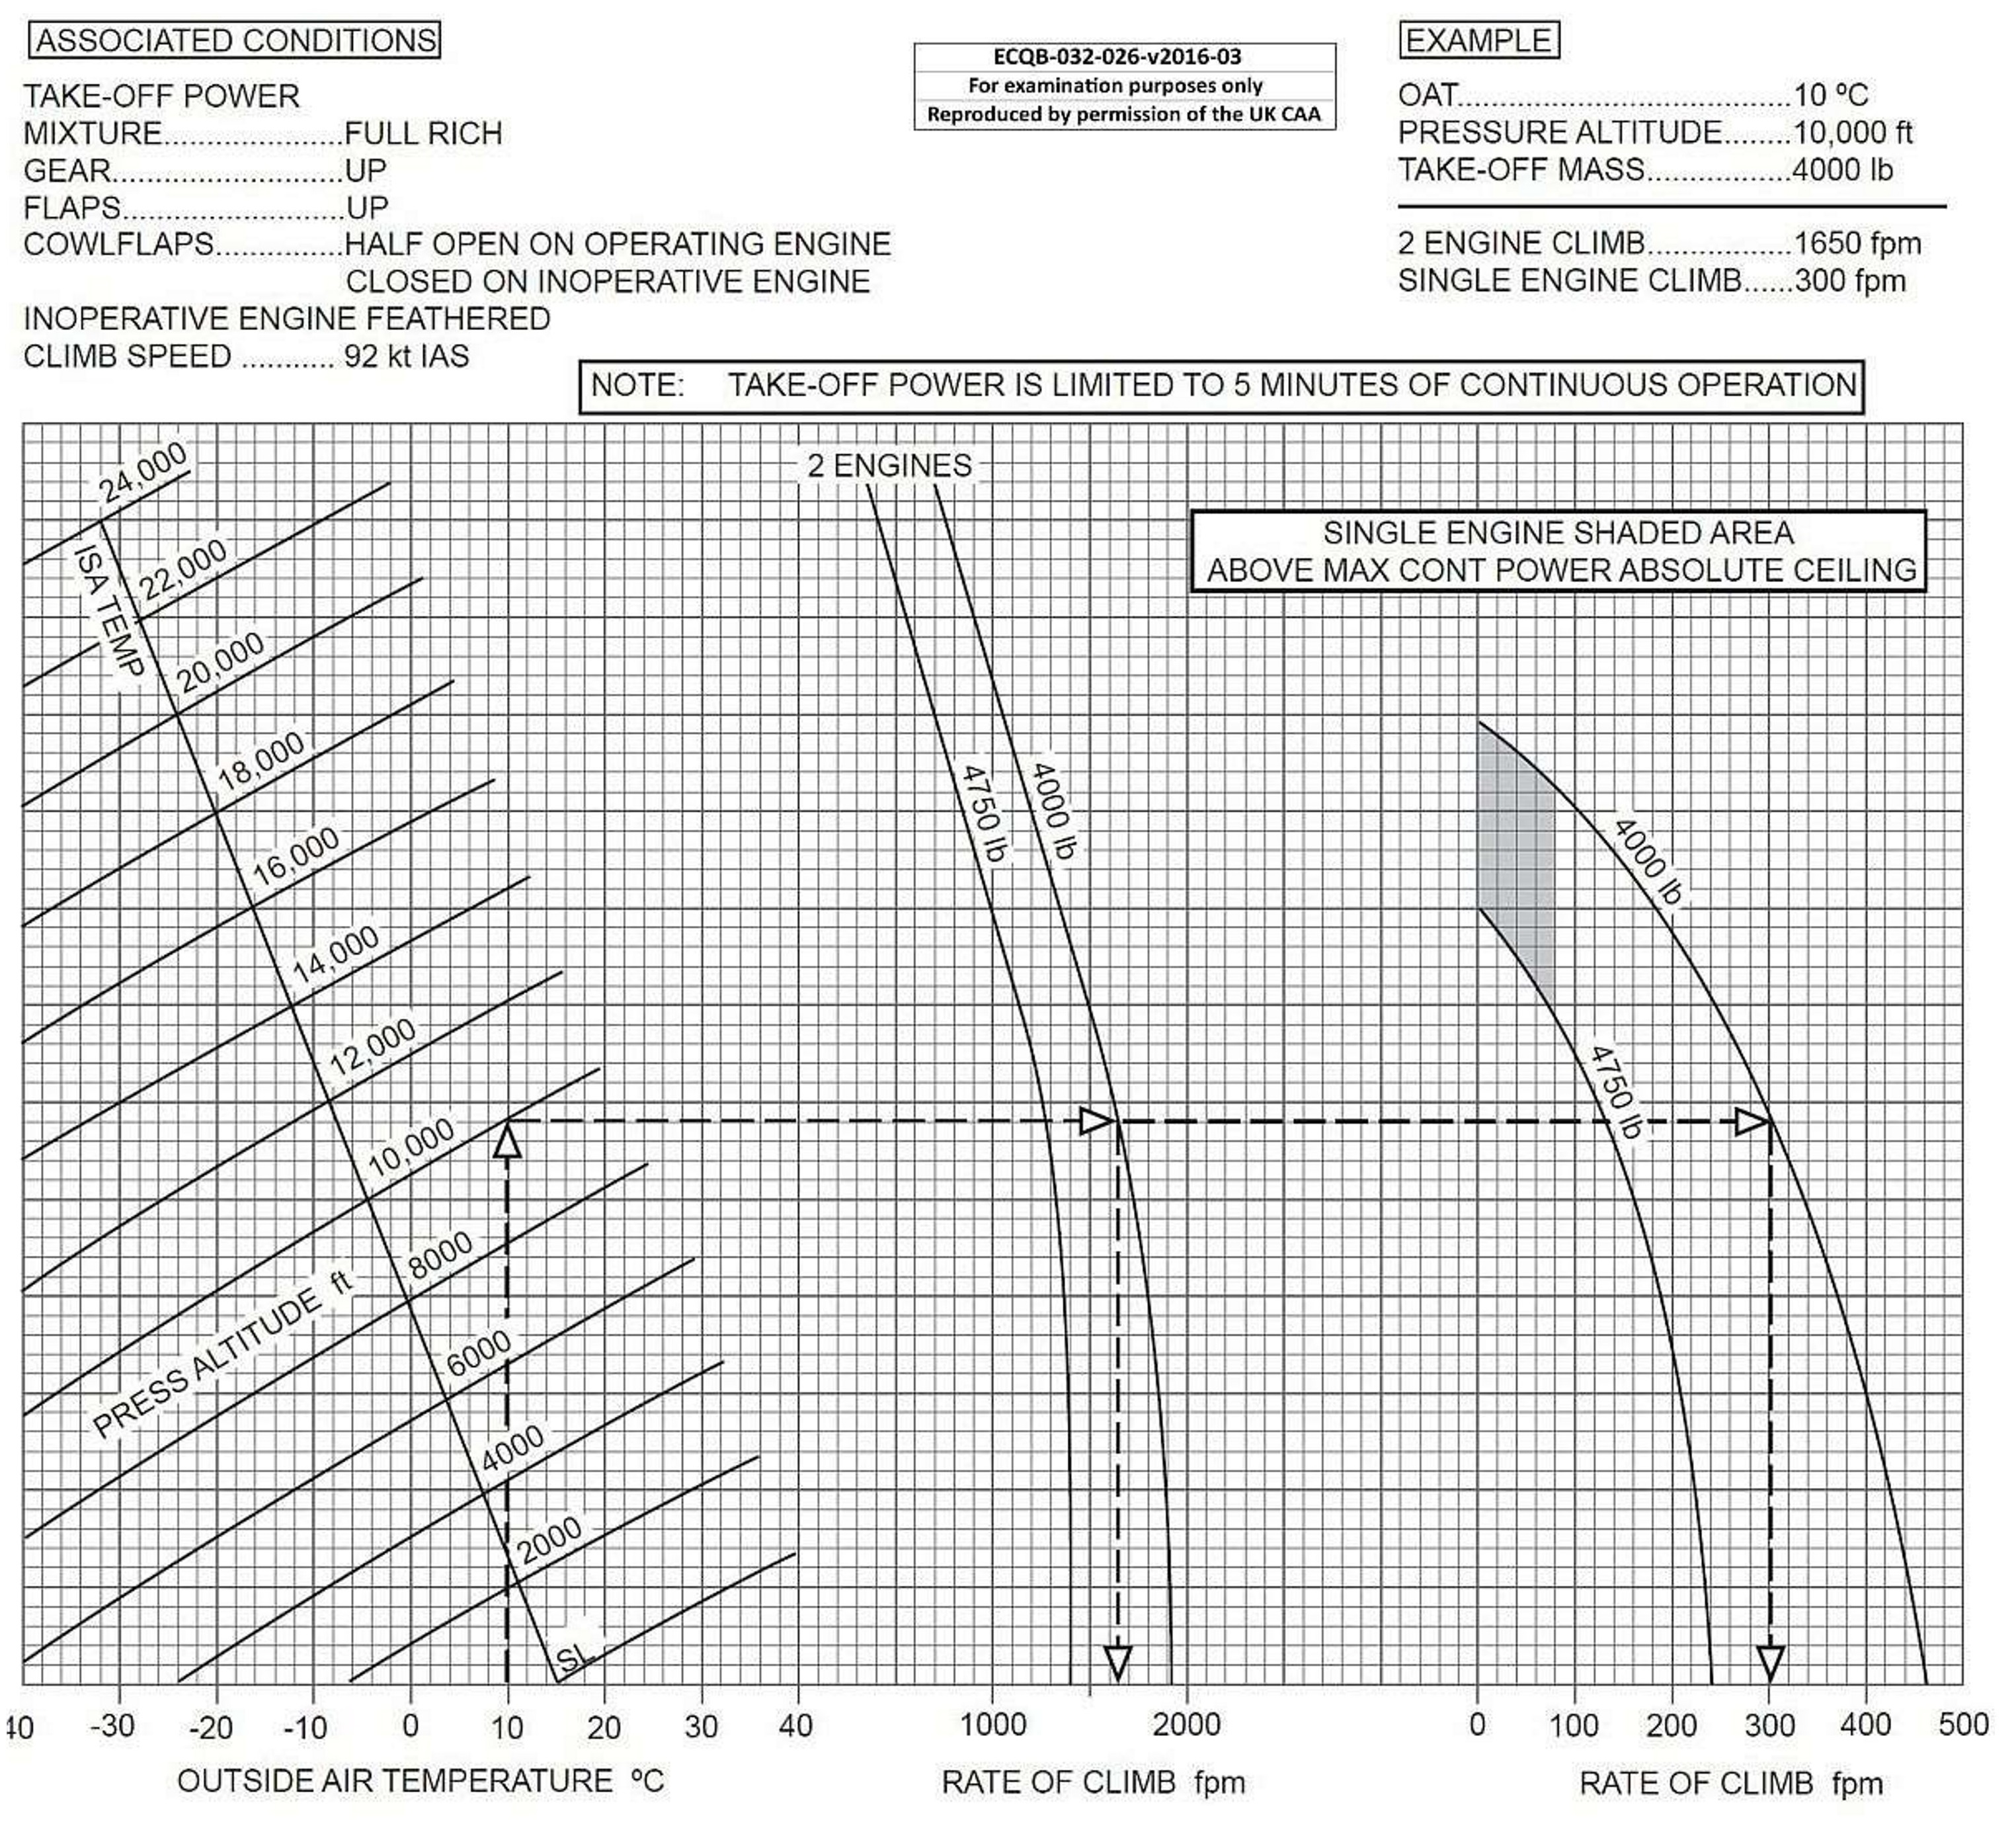 ASSOCIATED CONDITIONS
TAKE-OFF POWER
MIXTURE.....................FULL RICH
GEAR...........................UP
FLAPS..........................UP
COWLFLAPS...............HALF OPEN ON OPERATING ENGINE
CLOSED ON INOPERATIVE ENGINE
INOPERATIVE ENGINE FEATHERED
CLIMB SPEED ........... 92 kt IAS
ECQB-032-026-v2016-03
For examination purposes only
Reproduced by permission of the UK CAA
EXAMPLE
OAT.......................................10 ºC
PRESSURE ALTITUDE........10,000 ft
TAKE-OFF MASS.................4000 lb
2 ENGINE CLIMB.................1650 fpm
SINGLE ENGINE CLIMB......300 fpm
NOTE: TAKE-OFF POWER IS LIMITED TO 5 MINUTES OF CONTINUOUS OPERATION
24,000
ISA TEMP
22,000
20,000
18,000
16,000
14,000
12,000
10,000
8000
6000
4000
2000
SL
PRESS ALTITUDE ft
2 ENGINES
4750 lb
4000 lb
SINGLE ENGINE SHADED AREA
ABOVE MAX CONT POWER ABSOLUTE CEILING
4000 lb
4750 lb
40 -30 -20 -10 0 10 20 30 40
1000 2000
0 100 200 300 400 500
OUTSIDE AIR TEMPERATURE ºC
RATE OF CLIMB fpm
RATE OF CLIMB fpm